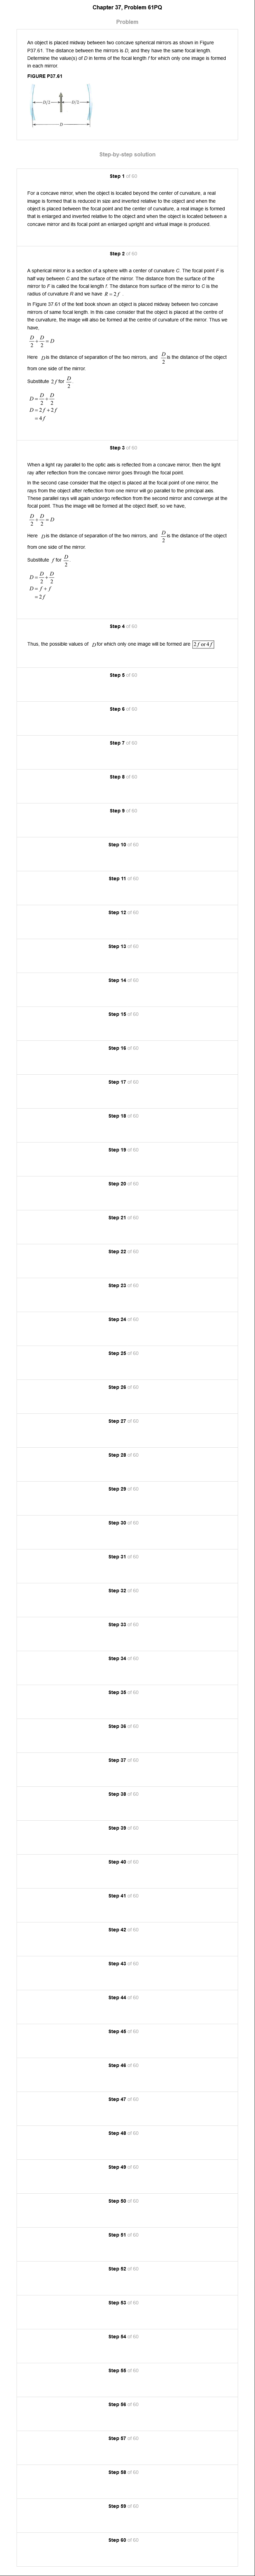 Chapter 37, Problem 61PQ
Problem
An object is placed midway between two concave spherical mirrors as shown in Figure
P37.61. The distance between the mirrors is D, and they have the same focal length.
Determine the value(s) of D in terms of the focal length f for which only one image is formed
in each mirror.
FIGURE P37.61
D/2 D/2
D
Step-by-step solution
Step 1 of 60
For a concave mirror, when the object is located beyond the center of curvature, a real
image is formed that is reduced in size and inverted relative to the object and when the
object is placed between the focal point and the center of curvature, a real image is formed
that is enlarged and inverted relative to the object and when the object is located between a
concave mirror and its focal point an enlarged upright and virtual image is produced.
Step 2 of 60
A spherical mirror is a section of a sphere with a center of curvature C. The focal point F is
half way between C and the surface of the mirror. The distance from the surface of the
mirror to F is called the focal length f. The distance from surface of the mirror to C is the
radius of curvature R and we have, R = 2f .
In Figure 37.61 of the text book shown an object is placed midway between two concave
mirrors of same focal length. In this case consider that the object is placed at the centre of
the curvature, the image will also be formed at the centre of curvature of the mirror. Thus we
have,
D/2 + D/2 = D
Here, D is the distance of separation of the two mirrors, and D/2 is the distance of the object
from one side of the mirror.
Substitute 2f for D/2.
D = D/2 + D/2
D = 2f + 2f
= 4f
Step 3 of 60
When a light ray parallel to the optic axis is reflected from a concave mirror, then the light
ray after reflection from the concave mirror goes through the focal point.
In the second case consider that the object is placed at the focal point of one mirror, the
rays from the object after reflection from one mirror will go parallel to the principal axis.
These parallel rays will again undergo reflection from the second mirror and converge at the
focal point. Thus the image will be formed at the object itself, so we have,
D/2 + D/2 = D
Here, D is the distance of separation of the two mirrors, and D/2 is the distance of the object
from one side of the mirror.
Substitute f for D/2.
D = D/2 + D/2
D = f + f
= 2f
Step 4 of 60
Thus, the possible values of D for which only one image will be formed are 2f or 4f
Step 5 of 60
Step 6 of 60
Step 7 of 60
Step 8 of 60
Step 9 of 60
Step 10 of 60
Step 11 of 60
Step 12 of 60
Step 13 of 60
Step 14 of 60
Step 15 of 60
Step 16 of 60
Step 17 of 60
Step 18 of 60
Step 19 of 60
Step 20 of 60
Step 21 of 60
Step 22 of 60
Step 23 of 60
Step 24 of 60
Step 25 of 60
Step 26 of 60
Step 27 of 60
Step 28 of 60
Step 29 of 60
Step 30 of 60
Step 31 of 60
Step 32 of 60
Step 33 of 60
Step 34 of 60
Step 35 of 60
Step 36 of 60
Step 37 of 60
Step 38 of 60
Step 39 of 60
Step 40 of 60
Step 41 of 60
Step 42 of 60
Step 43 of 60
Step 44 of 60
Step 45 of 60
Step 46 of 60
Step 47 of 60
Step 48 of 60
Step 49 of 60
Step 50 of 60
Step 51 of 60
Step 52 of 60
Step 53 of 60
Step 54 of 60
Step 55 of 60
Step 56 of 60
Step 57 of 60
Step 58 of 60
Step 59 of 60
Step 60 of 60